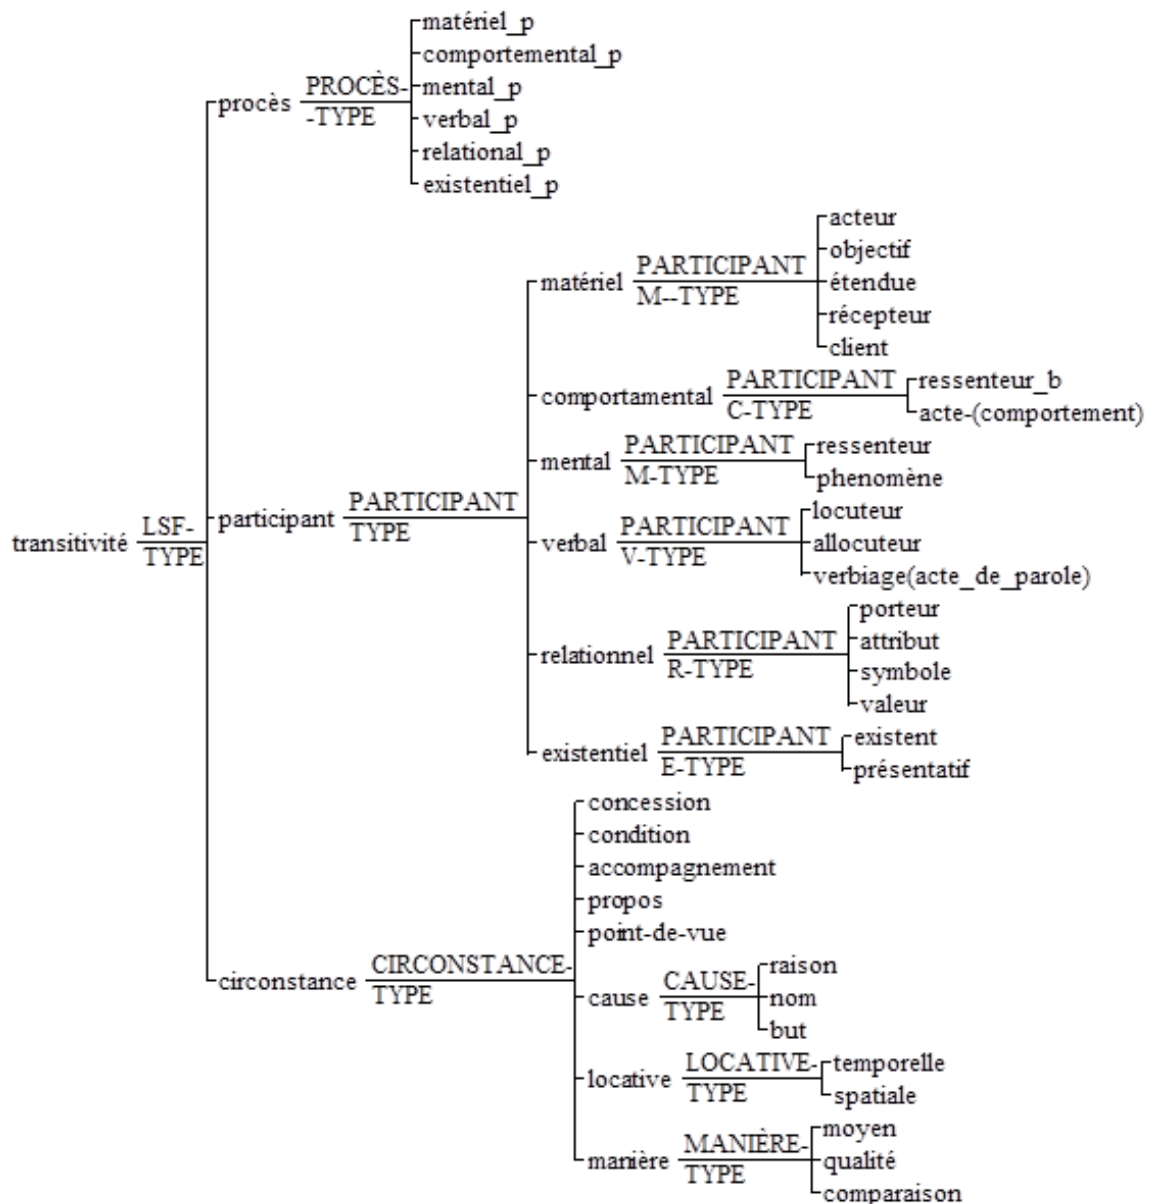 matériel_p
comportemental_p
procès PROCÈS- mental_p
-TYPE verbal_p
relational_p
existentiel_p
acteur
objectif
matériel PARTICIPANT étendue
M--TYPE
récepteur
client
comportamental PARTICIPANT ressenteur_b
C-TYPE acte-(comportement)
mental PARTICIPANT ressenteur
M-TYPE phenomène
transitivité LSF-
TYPE
participant PARTICIPANT
TYPE
locuteur
verbal PARTICIPANT allocuteur
V-TYPE verbiage(acte_de_parole)
porteur
relationnel PARTICIPANT attribut
R-TYPE symbole
valeur
existentiel PARTICIPANT existent
E-TYPE présentatif
concession
condition
accompagnement
propos
point-de-vue
circonstance CIRCONSTANCE-
TYPE
raison
cause CAUSE- nom
TYPE but
locative LOCATIVE- temporelle
TYPE spatiale
moyen
manière MANIÈRE- qualité
TYPE comparaison